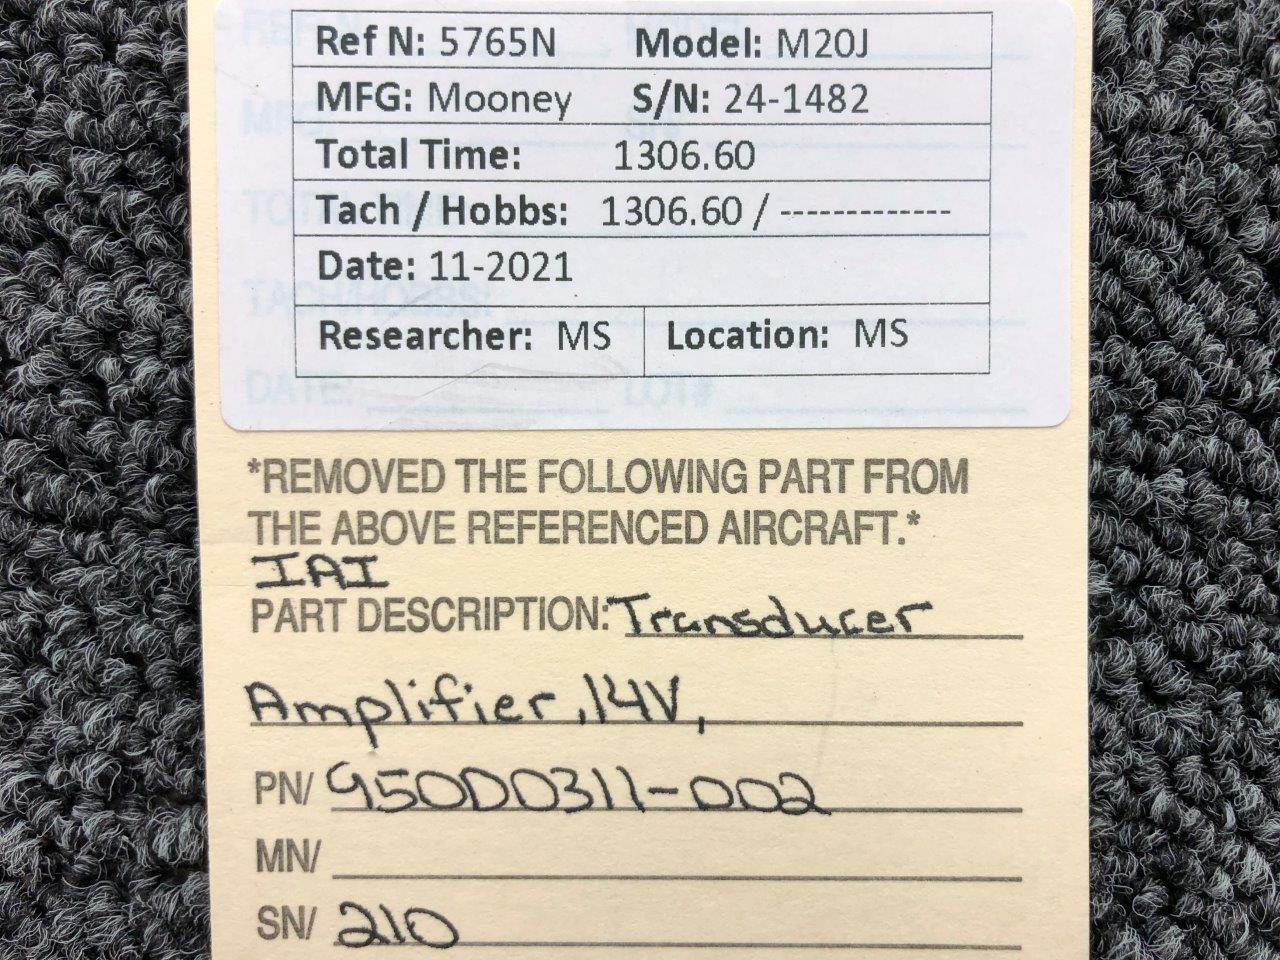 Ref N: 5765N Model: M20J
MFG: Mooney S/N: 24-1482
Total Time: 1306.60
Tach / Hobbs: 1306.60 / -------------
Date: 11-2021
Researcher: MS Location: MS
*REMOVED THE FOLLOWING PART FROM
THE ABOVE REFERENCED AIRCRAFT.*
IAI
PART DESCRIPTION: Transducer
Amplifier, 14V,
PN/ 950D0311-002
MN/
SN/ 210